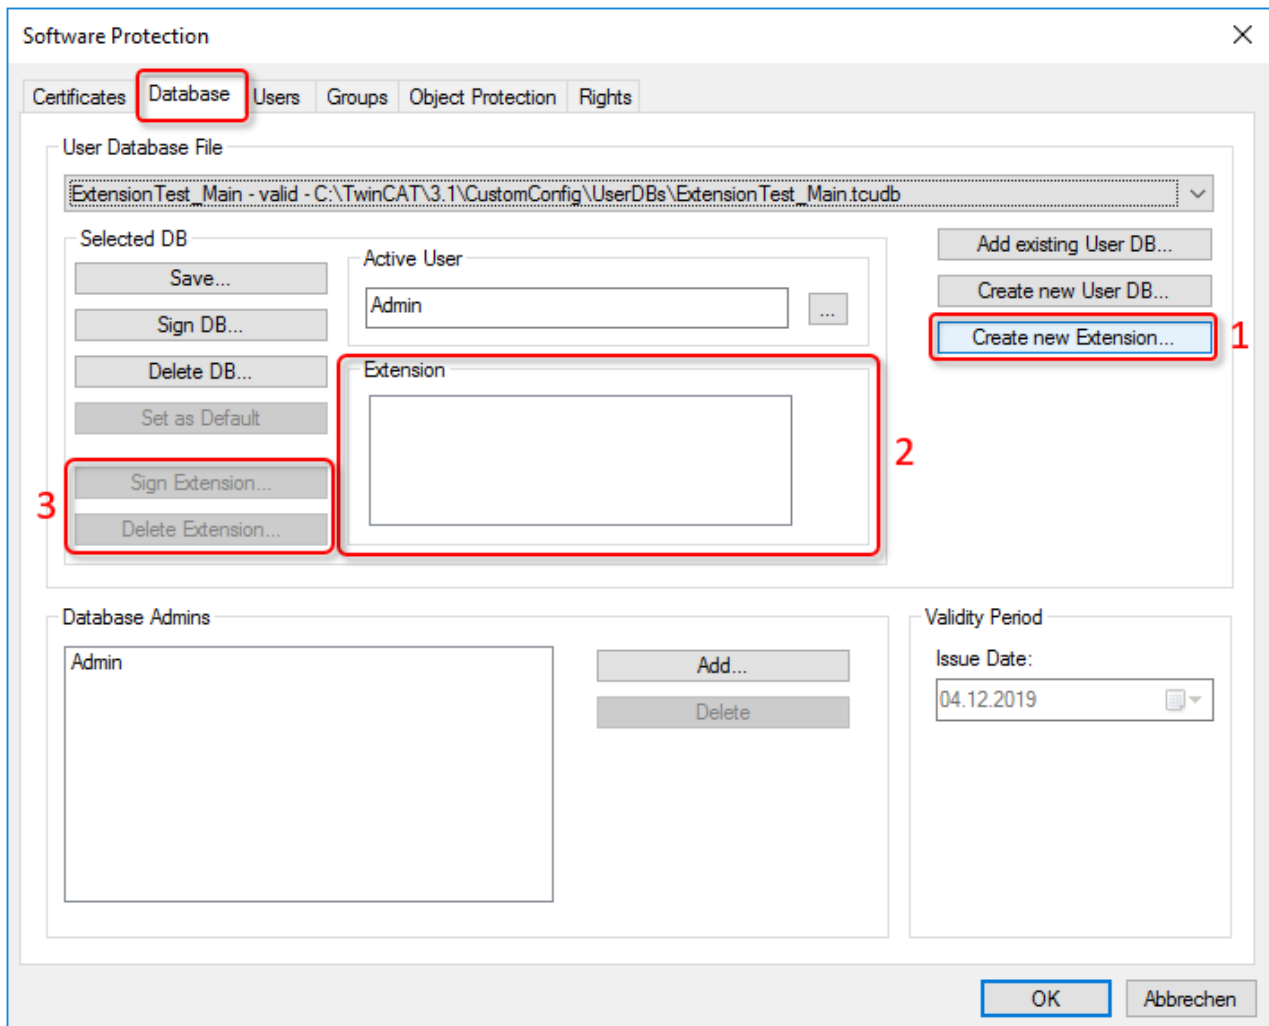 Software Protection
Certificates Database Users Groups Object Protection Rights
User Database File
ExtensionTest_Main - valid - C:\TwinCAT\3.1\CustomConfig\UserDBs\ExtensionTest_Main.tcudb
Selected DB
Save...
Sign DB...
Delete DB...
Set as Default
3
Sign Extension...
Delete Extension...
Active User
Admin
...
Extension
2
Add existing User DB...
Create new User DB...
Create new Extension...
1
Database Admins
Admin
Add...
Delete
Validity Period
Issue Date:
04.12.2019
OK
Abbrechen